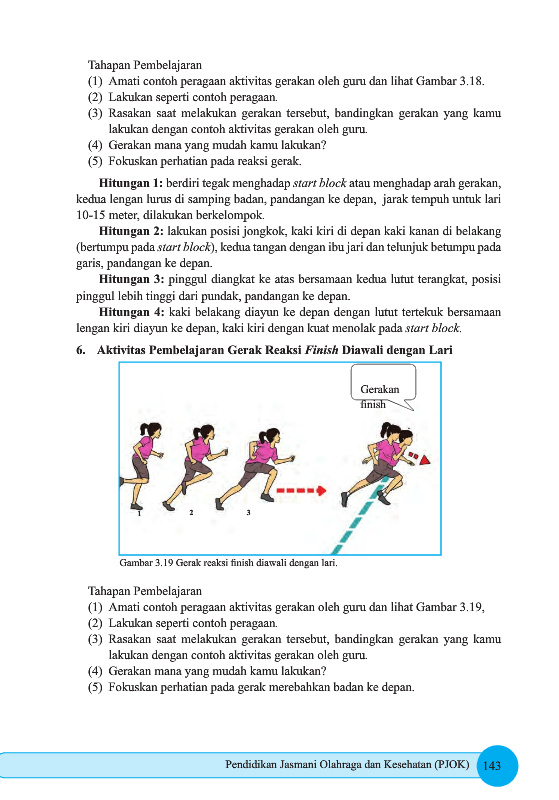 Tahapan Pembelajaran
(1) Amati contoh peragaan aktivitas gerakan oleh guru dan lihat Gambar 3.18.
(2) Lakukan seperti contoh peragaan.
(3) Rasakan saat melakukan gerakan tersebut, bandingkan gerakan yang kamu
lakukan dengan contoh aktivitas gerakan oleh guru.
(4) Gerakan mana yang mudah kamu lakukan?
(5) Fokuskan perhatian pada reaksi gerak.
Hitungan 1: berdiri tegak menghadap start block atau menghadap arah gerakan,
kedua lengan lurus di samping badan, pandangan ke depan, jarak tempuh untuk lari
10-15 meter, dilakukan berkelompok.
Hitungan 2: lakukan posisi jongkok, kaki kiri di depan kaki kanan di belakang
(bertumpu pada start block), kedua tangan dengan ibu jari dan telunjuk betumpu pada
garis, pandangan ke depan.
Hitungan 3: pinggul diangkat ke atas bersamaan kedua lutut terangkat, posisi
pinggul lebih tinggi dari pundak, pandangan ke depan.
Hitungan 4: kaki belakang diayun ke depan dengan lutut tertekuk bersamaan
lengan kiri diayun ke depan, kaki kiri dengan kuat menolak pada start block.
6. Aktivitas Pembelajaran Gerak Reaksi Finish Diawali dengan Lari
Gerakan
finish
1 2 3
Gambar 3.19 Gerak reaksi finish diawali dengan lari.
Tahapan Pembelajaran
(1) Amati contoh peragaan aktivitas gerakan oleh guru dan lihat Gambar 3.19,
(2) Lakukan seperti contoh peragaan.
(3) Rasakan saat melakukan gerakan tersebut, bandingkan gerakan yang kamu
lakukan dengan contoh aktivitas gerakan oleh guru.
(4) Gerakan mana yang mudah kamu lakukan?
(5) Fokuskan perhatian pada gerak merebahkan badan ke depan.
Pendidikan Jasmani Olahraga dan Kesehatan (PJOK) 143